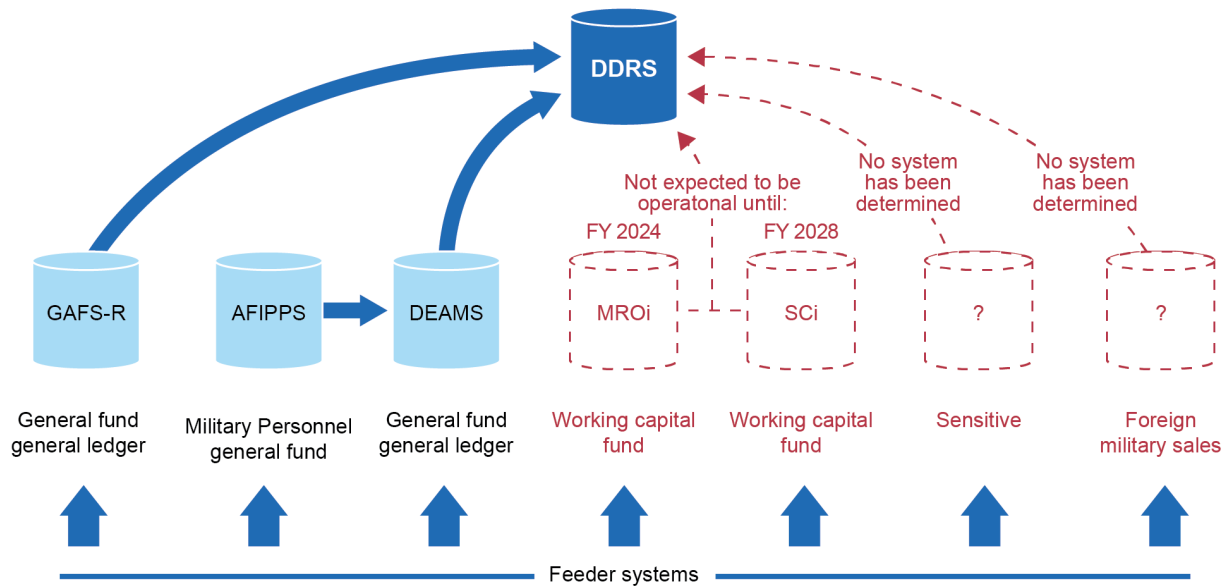 DDRS
Not expected to be
operatonal until:
No system
has been
determined
No system
has been
determined
FY 2024
FY 2028
GAFS-R
AFIPPS
DEAMS
MROi
SCi
?
?
General fund
general ledger
Military Personnel
general fund
General fund
general ledger
Working capital
fund
Working capital
fund
Sensitive
Foreign
military sales
Feeder systems